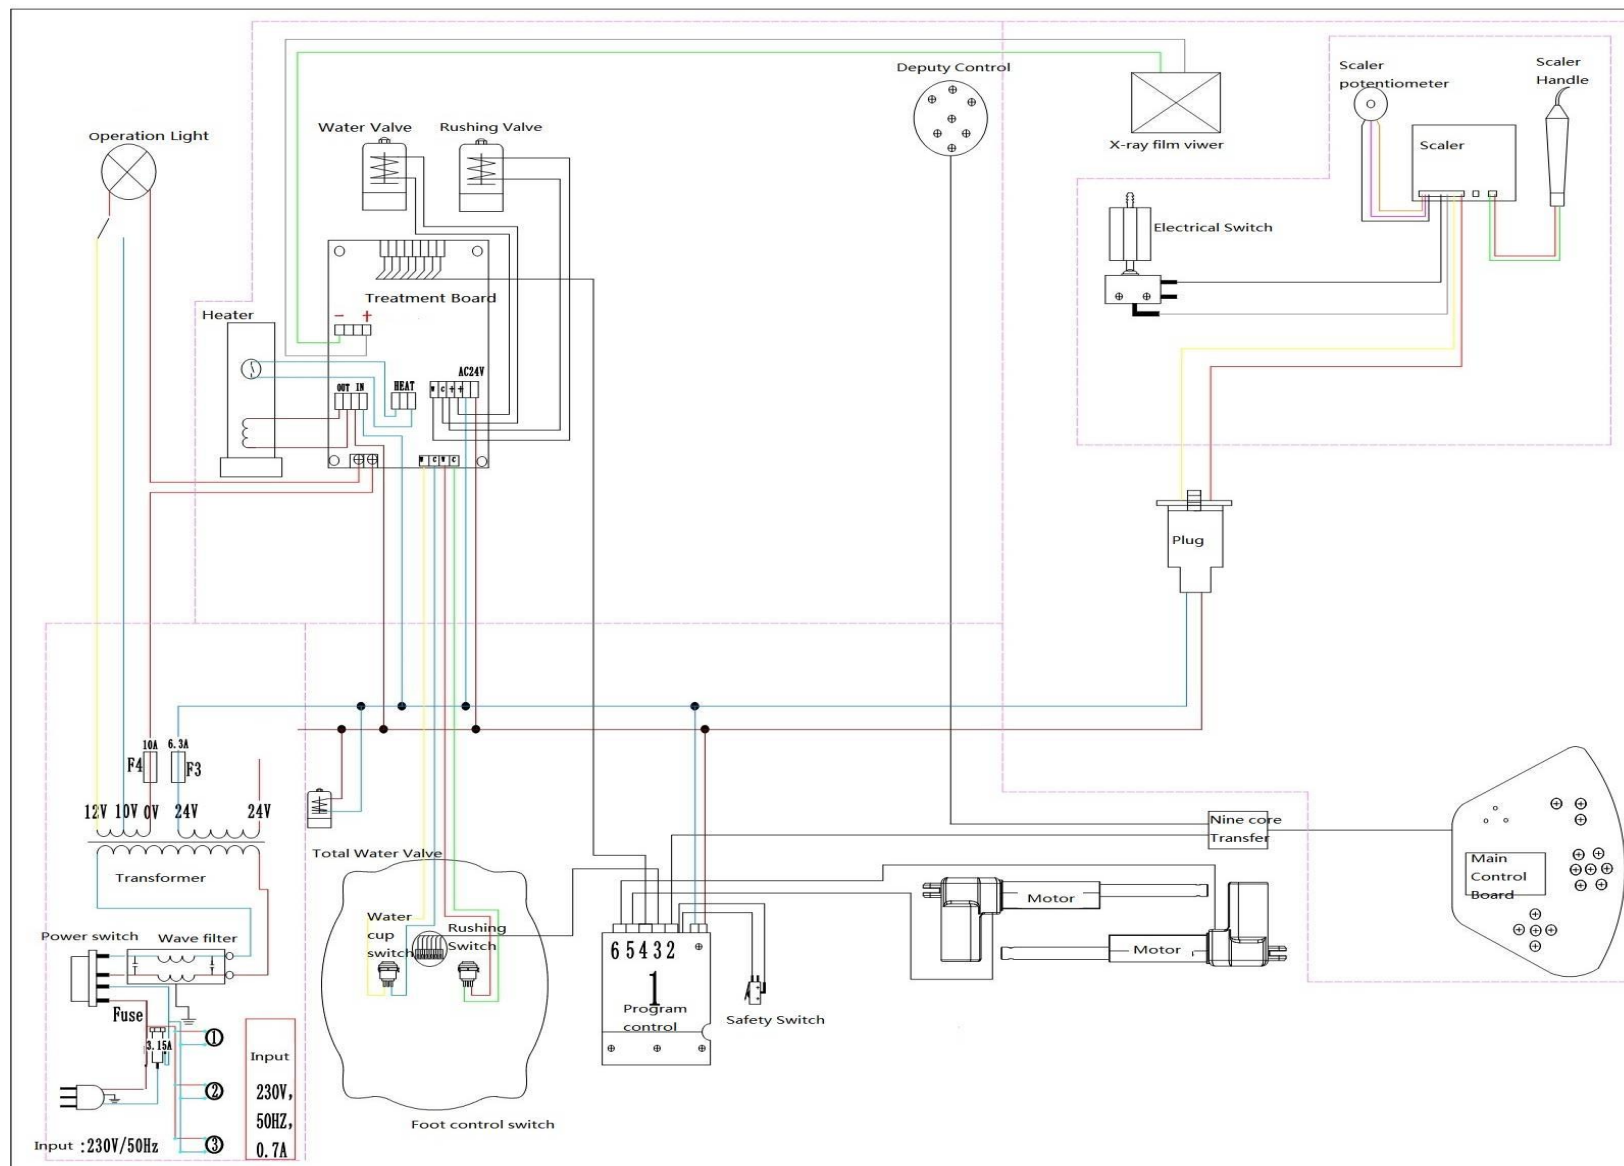 Deputy Control
Scaler
potentiometer
Scaler
Handle
Water Valve
Rushing Valve
Operation Light
X-ray film viwer
Scaler
Electrical Switch
Treatment Board
- +
Heater
AC24V
OUT IN
HEAT
W C + +
W C W C
Plug
10A
6.3A
F4
F3
12V 10V 0V 24V 24V
Total Water Valve
Transformer
Nine core
Transfer
Main
Control
Board
Motor
Motor
Water
cup
switch
Rushing
Switch
Power switch
Wave filter
6 5 4 3 2
1
Program
control
Safety Switch
Fuse
3.15A
1
2
3
Input
230V,
50HZ,
0.7A
Input :230V/50Hz
Foot control switch